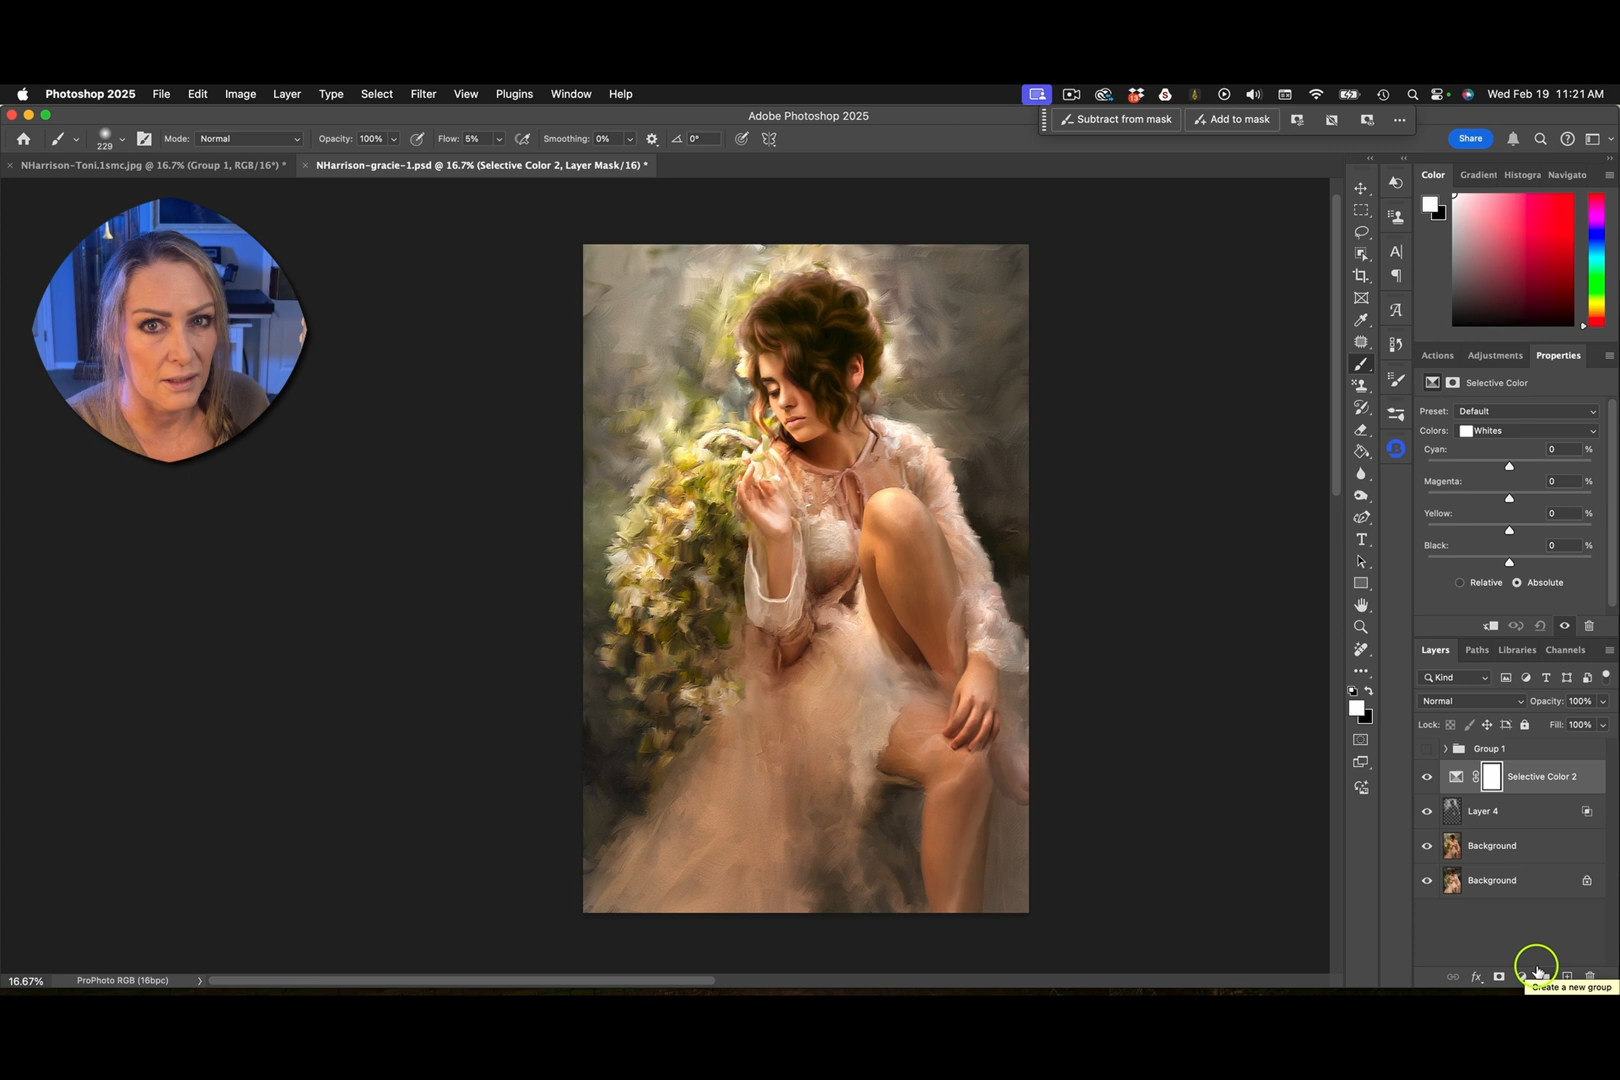 Photoshop 2025 File Edit Image Layer Type Select Filter View Plugins Window Help
Wed Feb 19 11:21 AM
Adobe Photoshop 2025
Subtract from mask
Add to mask
229
Mode: Normal
Opacity: 100%
Flow: 5%
Smoothing: 0%
0°
Share
NHarrison-Toni.1smc.jpg @ 16.7% (Group 1, RGB/16*) *
NHarrison-gracie-1.psd @ 16.7% (Selective Color 2, Layer Mask/16) *
Color Gradient Histogra Navigato
Actions Adjustments Properties
Selective Color
Preset: Default
Colors: Whites
Cyan: 0 %
Magenta: 0 %
Yellow: 0 %
Black: 0 %
Relative Absolute
Layers Paths Libraries Channels
Kind
Normal Opacity: 100%
Lock: Fill: 100%
Group 1
Selective Color 2
Layer 4
Background
Background
fx
Create a new group
16.67% ProPhoto RGB (16bpc)